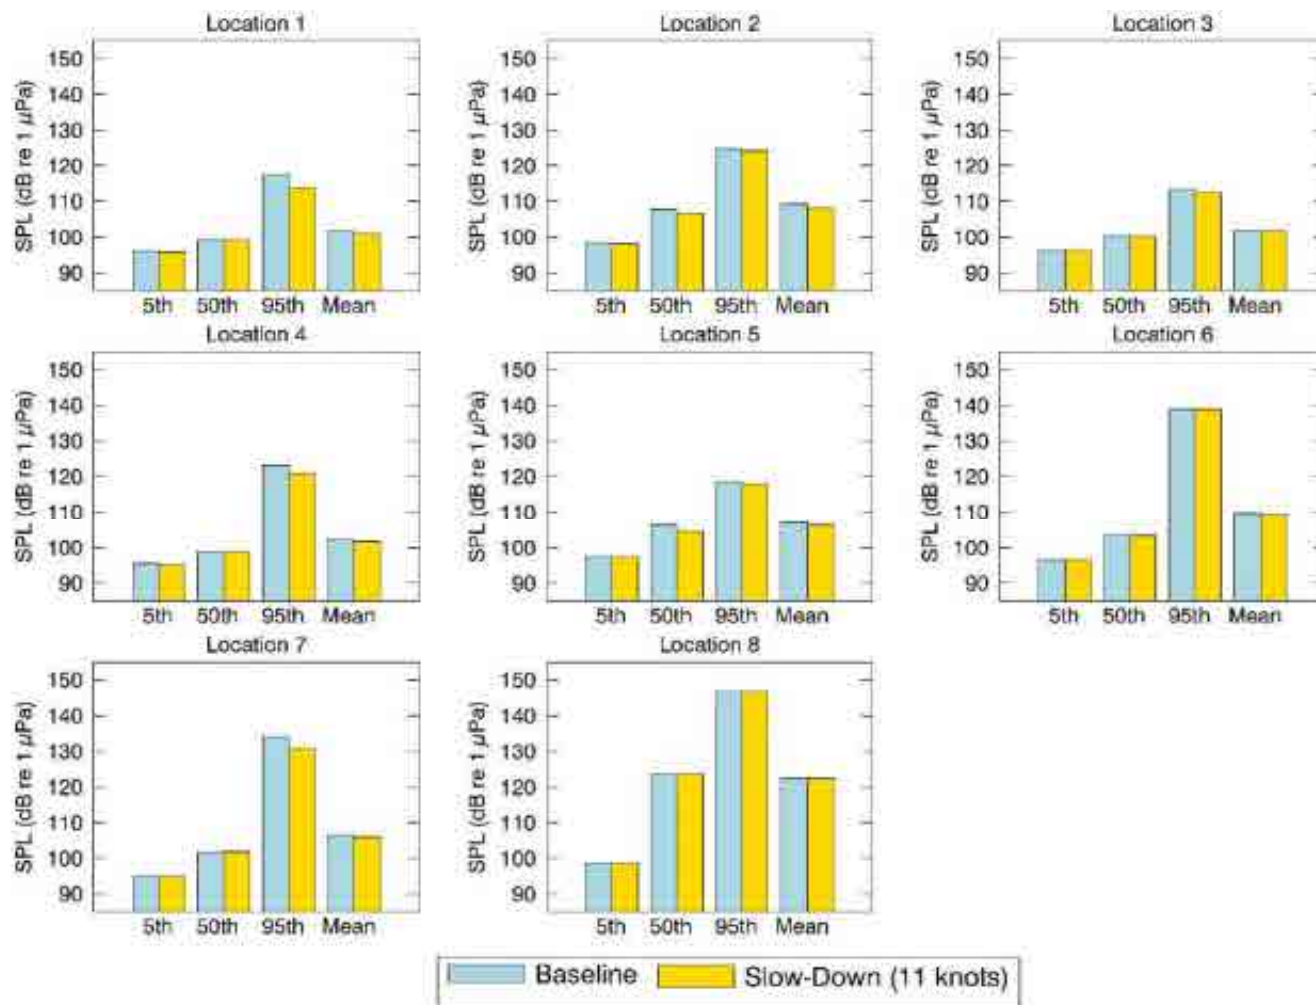 Location 1
Location 2
Location 3
SPL (dB re 1 µPa)
150
140
130
120
110
100
90
5th 50th 95th Mean
SPL (dB re 1 µPa)
150
140
130
120
110
100
90
5th 50th 95th Mean
SPL (dB re 1 µPa)
150
140
130
120
110
100
90
5th 50th 95th Mean
Location 4
Location 5
Location 6
SPL (dB re 1 µPa)
150
140
130
120
110
100
90
5th 50th 95th Mean
SPL (dB re 1 µPa)
150
140
130
120
110
100
90
5th 50th 95th Mean
SPL (dB re 1 µPa)
150
140
130
120
110
100
90
5th 50th 95th Mean
Location 7
Location 8
SPL (dB re 1 µPa)
150
140
130
120
110
100
90
5th 50th 95th Mean
SPL (dB re 1 µPa)
150
140
130
120
110
100
90
5th 50th 95th Mean
Baseline Slow-Down (11 knots)